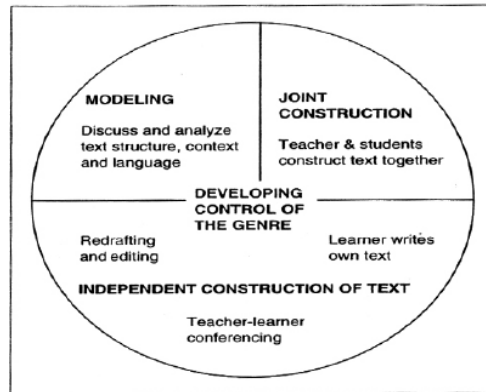 MODELING
Discuss and analyze
text structure, context
and language
JOINT
CONSTRUCTION
Teacher & students
construct text together
DEVELOPING
CONTROL OF
THE GENRE
Redrafting
and editing
Learner writes
own text
INDEPENDENT CONSTRUCTION OF TEXT
Teacher-learner
conferencing